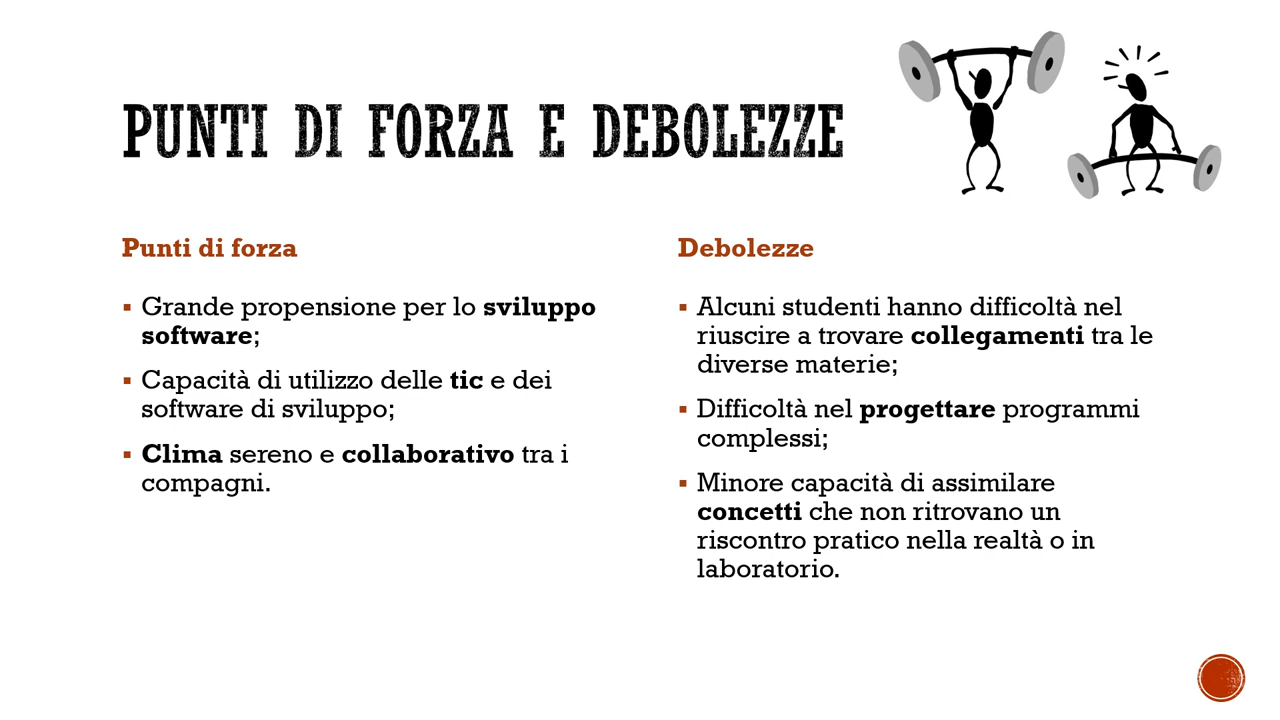 PUNTI DI FORZA E DEBOLEZZE
Punti di forza
▪ Grande propensione per lo sviluppo
software;
▪ Capacità di utilizzo delle tic e dei
software di sviluppo;
▪ Clima sereno e collaborativo tra i
compagni.
Debolezze
▪ Alcuni studenti hanno difficoltà nel
riuscire a trovare collegamenti tra le
diverse materie;
▪ Difficoltà nel progettare programmi
complessi;
▪ Minore capacità di assimilare
concetti che non ritrovano un
riscontro pratico nella realtà o in
laboratorio.